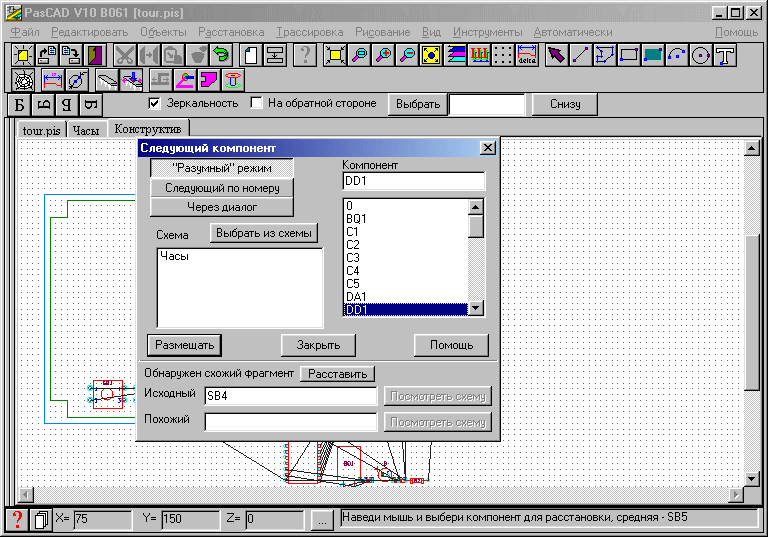 PasCAD V10 B061 [tour.pis]
Файл Редактировать Объекты Расстановка Трассировка Рисование Вид Инструменты Автоматически Помощь
delta
Б
Зеркальность На обратной стороне Выбрать Снизу
tour.pis Часы Конструктив
Следующий компонент
"Разумный" режим
Следующий по номеру
Через диалог
Компонент
DD1
Схема Выбрать из схемы
Часы
0
BQ1
C1
C2
C3
C4
C5
DA1
DD1
Размещать Закрыть Помощь
Обнаружен схожий фрагмент Расставить
Исходный SB4 Посмотреть схему
Похожий Посмотреть схему
X= 75 Y= 150 Z= 0 ... Наведи мышь и выбери компонент для расстановки, средняя - SB5